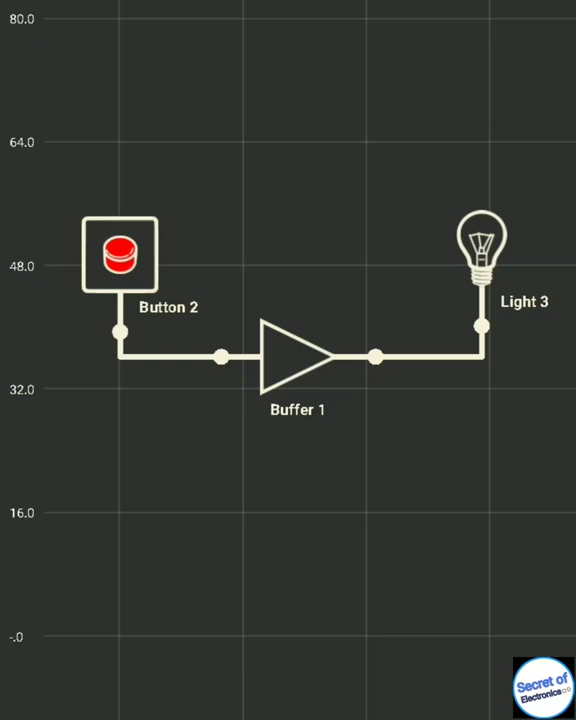 80.0
64.0
48.0
Button 2
Light 3
32.0
Buffer 1
16.0
-.0
Secret of
Electronics